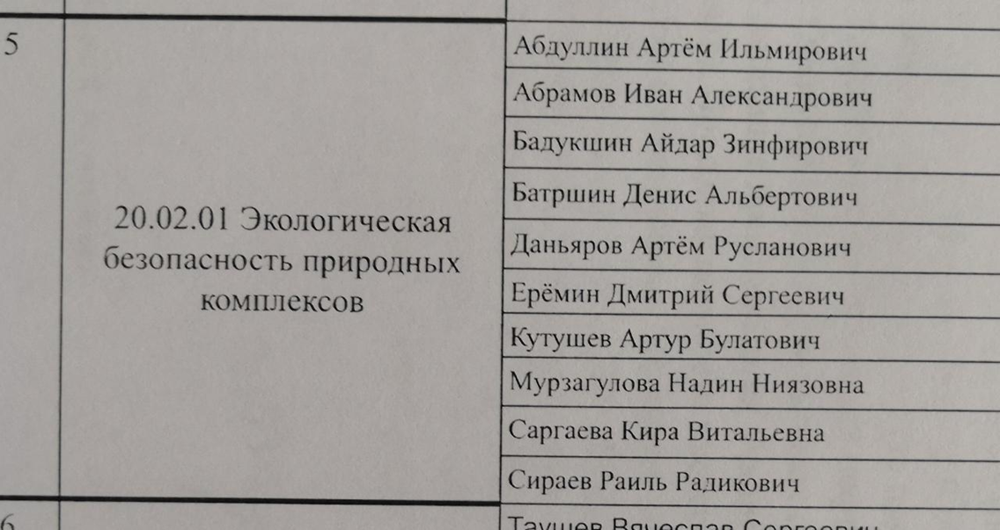 5
20.02.01 Экологическая
безопасность природных
комплексов
Абдуллин Артём Ильмирович
Абрамов Иван Александрович
Бадукшин Айдар Зинфирович
Батршин Денис Альбертович
Даньяров Артём Русланович
Ерёмин Дмитрий Сергеевич
Кутушев Артур Булатович
Мурзагулова Надин Ниязовна
Саргаева Кира Витальевна
Сираев Раиль Радикович
6
Таушев Вячеслав Сергеевич